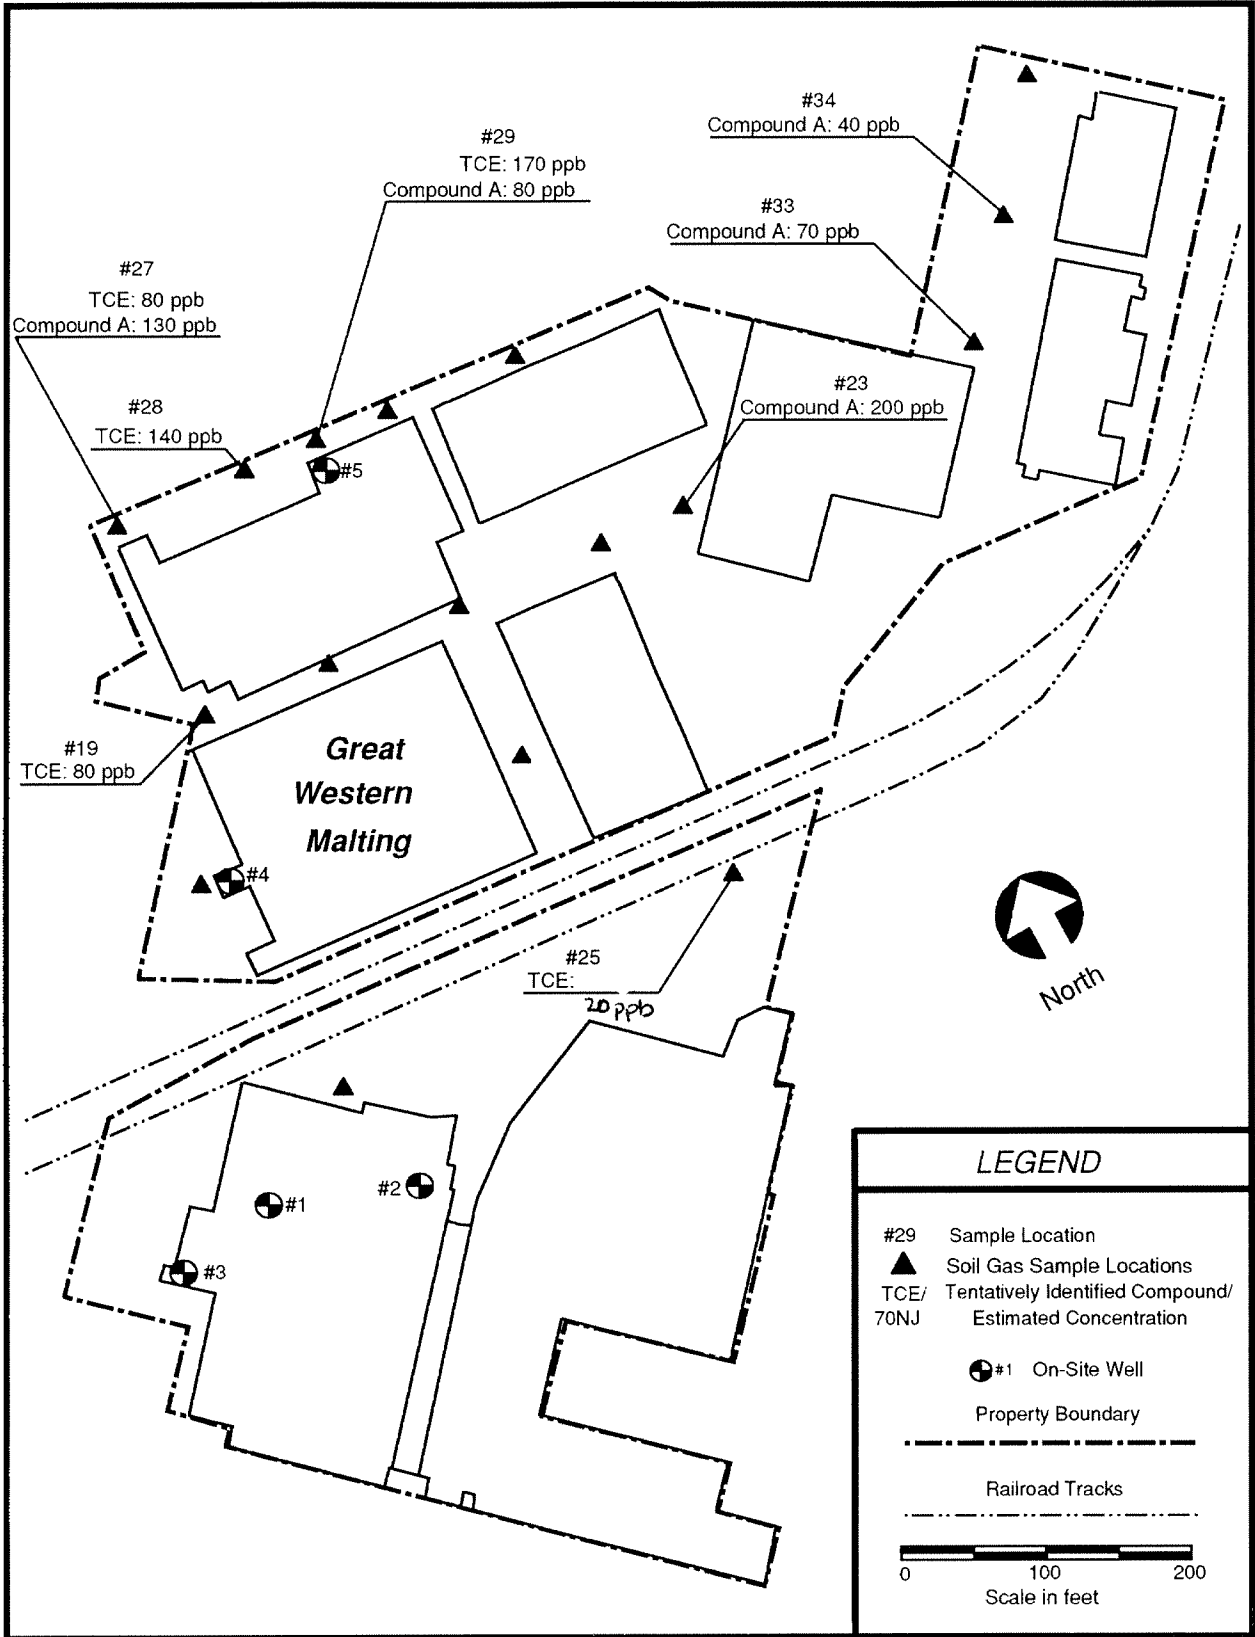 #34
Compound A: 40 ppb
#29
TCE: 170 ppb
Compound A: 80 ppb
#33
Compound A: 70 ppb
#27
TCE: 80 ppb
Compound A: 130 ppb
#23
Compound A: 200 ppb
#28
TCE: 140 ppb
#5
#19
TCE: 80 ppb
Great
Western
Malting
#4
#25
TCE:
20 ppb
North
#2
#1
#3
LEGEND
#29 Sample Location
Soil Gas Sample Locations
TCE/ Tentatively Identified Compound/
70NJ Estimated Concentration
#1 On-Site Well
Property Boundary
Railroad Tracks
0 100 200
Scale in feet